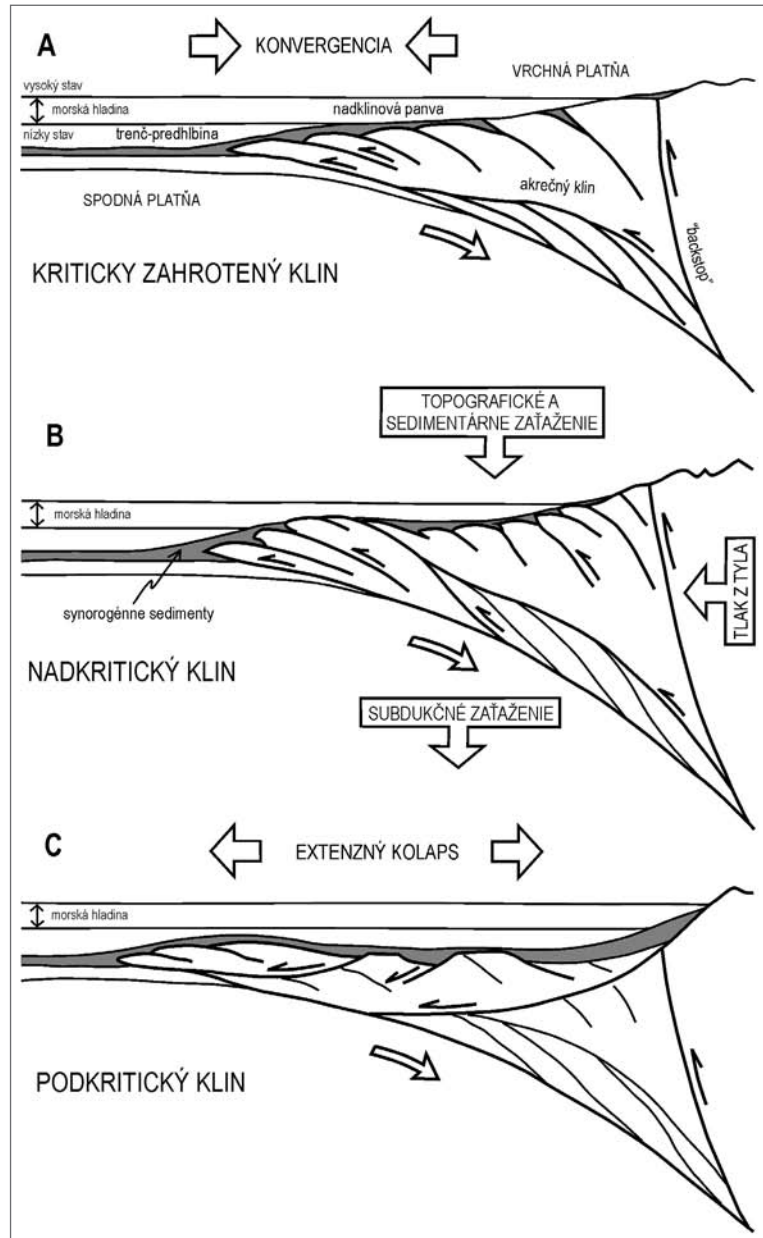 A
KONVERGENCIA
VRCHNÁ PLATŇA
vysoký stav
morská hladina
nadklinová panva
nízky stav
trenč-predhlbina
akrečný klin
SPODNÁ PLATŇA
"backstop"
KRITICKY ZAHROTENÝ KLIN
B
TOPOGRAFICKÉ A
SEDIMENTÁRNE ZAŤAŽENIE
morská hladina
TLAK Z TYLA
synorogénne sedimenty
NADKRITICKÝ KLIN
SUBDUKČNÉ ZAŤAŽENIE
C
EXTENZNÝ KOLAPS
morská hladina
PODKRITICKÝ KLIN